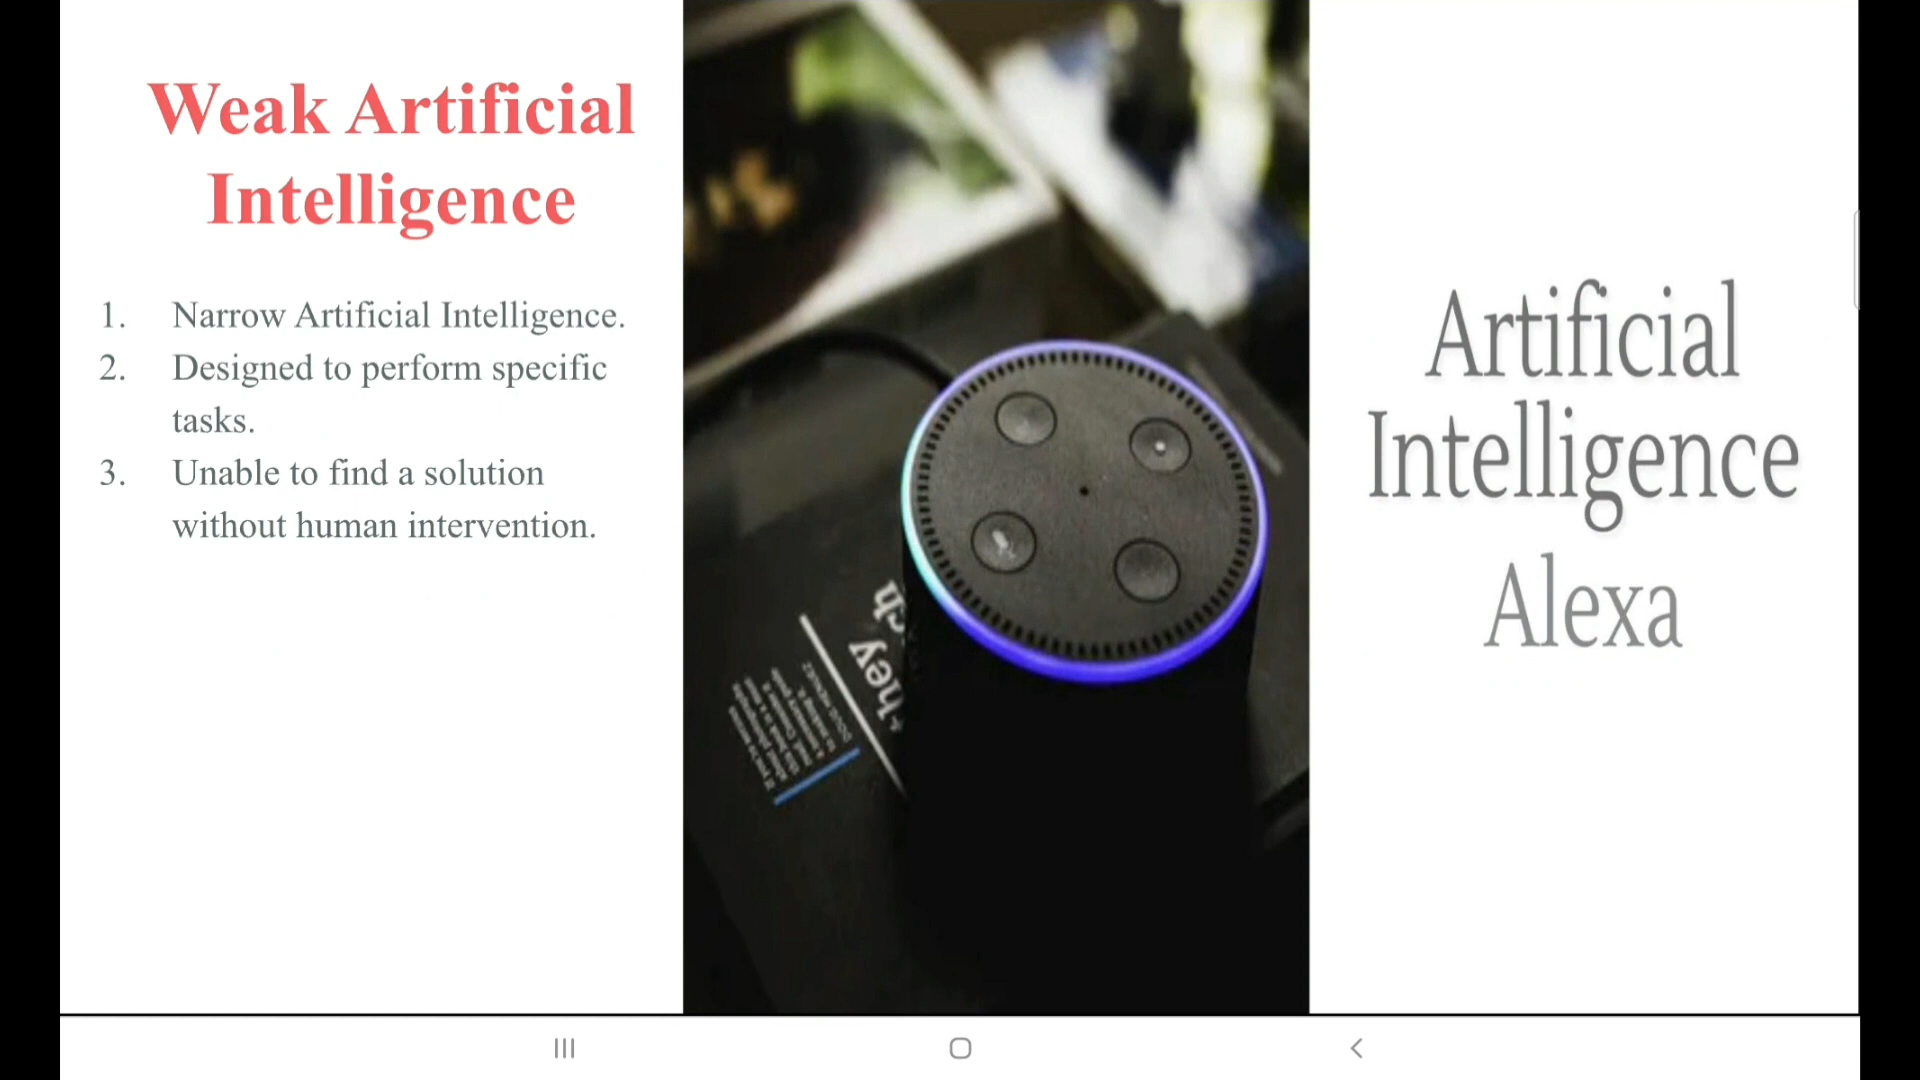 Weak Artificial
Intelligence
1. Narrow Artificial Intelligence.
2. Designed to perform specific
tasks.
3. Unable to find a solution
without human intervention.
hey
ch
Artificial
Intelligence
Alexa